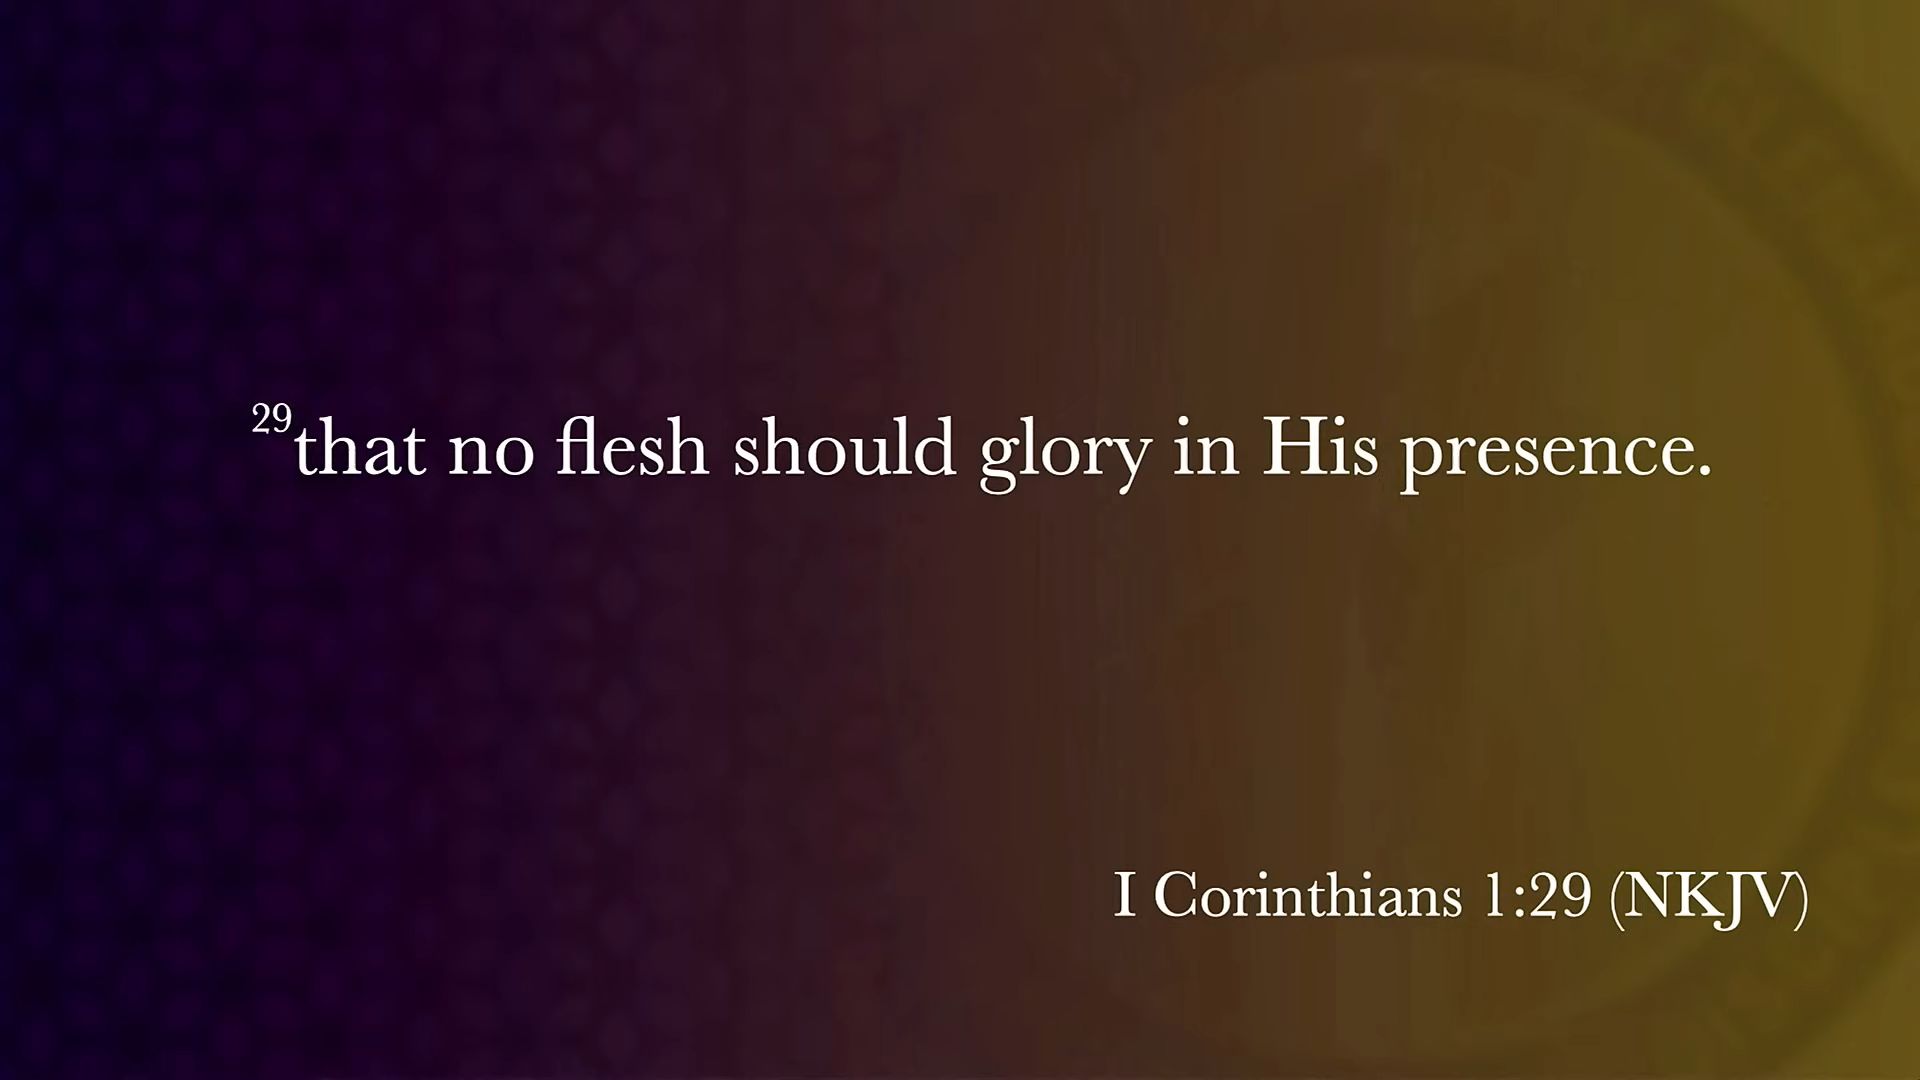 29that no flesh should glory in His presence.
I Corinthians 1:29 (NKJV)